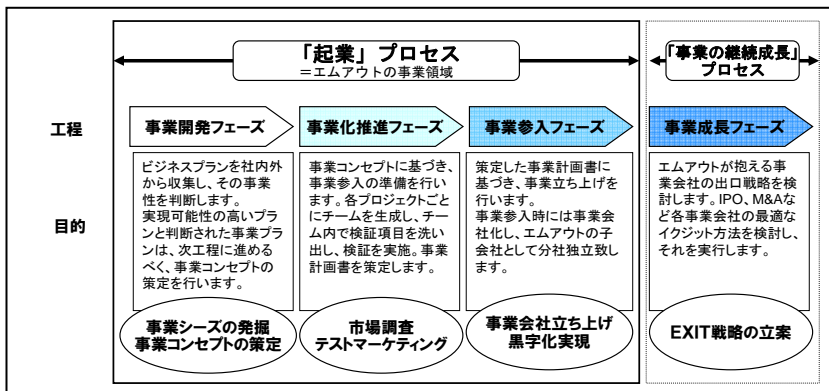 「起業」プロセス
＝エムアウトの事業領域
「事業の継続成長」
プロセス
工程
事業開発フェーズ
事業化推進フェーズ
事業参入フェーズ
事業成長フェーズ
目的
ビジネスプランを社内外
から収集し、その事業
性を判断します。
実現可能性の高いプラ
ンと判断された事業プラ
ンは、次工程に進める
べく、事業コンセプトの
策定を行います。
事業コンセプトに基づき、
事業参入の準備を行い
ます。各プロジェクトごと
にチームを生成し、チー
ム内で検証項目を洗い
出し、検証を実施。事業
計画書を策定します。
策定した事業計画書に
基づき、事業立ち上げを
行います。
事業参入時には事業会
社化し、エムアウトの子
会社として分社独立致し
ます。
エムアウトが抱える事
業会社の出口戦略を検
討します。IPO、M&Aな
ど各事業会社の最適な
イクジット方法を検討し、
それを実行します。
事業シーズの発掘
事業コンセプトの策定
市場調査
テストマーケティング
事業会社立ち上げ
黒字化実現
EXIT戦略の立案